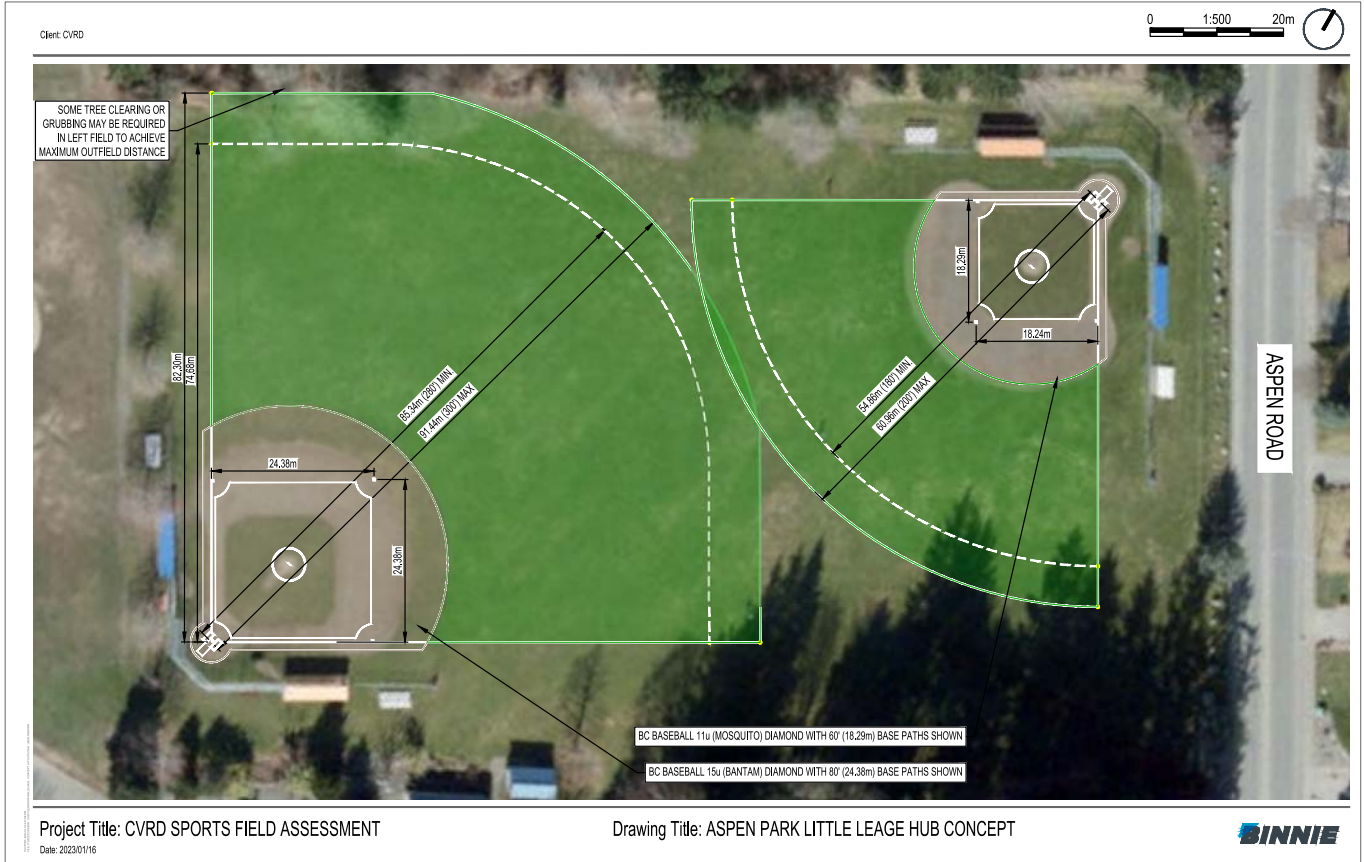 Client: CVRD
0 1:500 20m
SOME TREE CLEARING OR
GRUBBING MAY BE REQUIRED
IN LEFT FIELD TO ACHIEVE
MAXIMUM OUTFIELD DISTANCE
82.30m
74.68m
85.34m (280') MIN
91.44m (300') MAX
24.38m
24.38m
18.29m
18.24m
54.86m (180') MIN
60.96m (200') MAX
ASPEN ROAD
BC BASEBALL 11u (MOSQUITO) DIAMOND WITH 60' (18.29m) BASE PATHS SHOWN
BC BASEBALL 15u (BANTAM) DIAMOND WITH 80' (24.38m) BASE PATHS SHOWN
Project Title: CVRD SPORTS FIELD ASSESSMENT
Drawing Title: ASPEN PARK LITTLE LEAGE HUB CONCEPT
Date: 2023/01/16
BINNIE